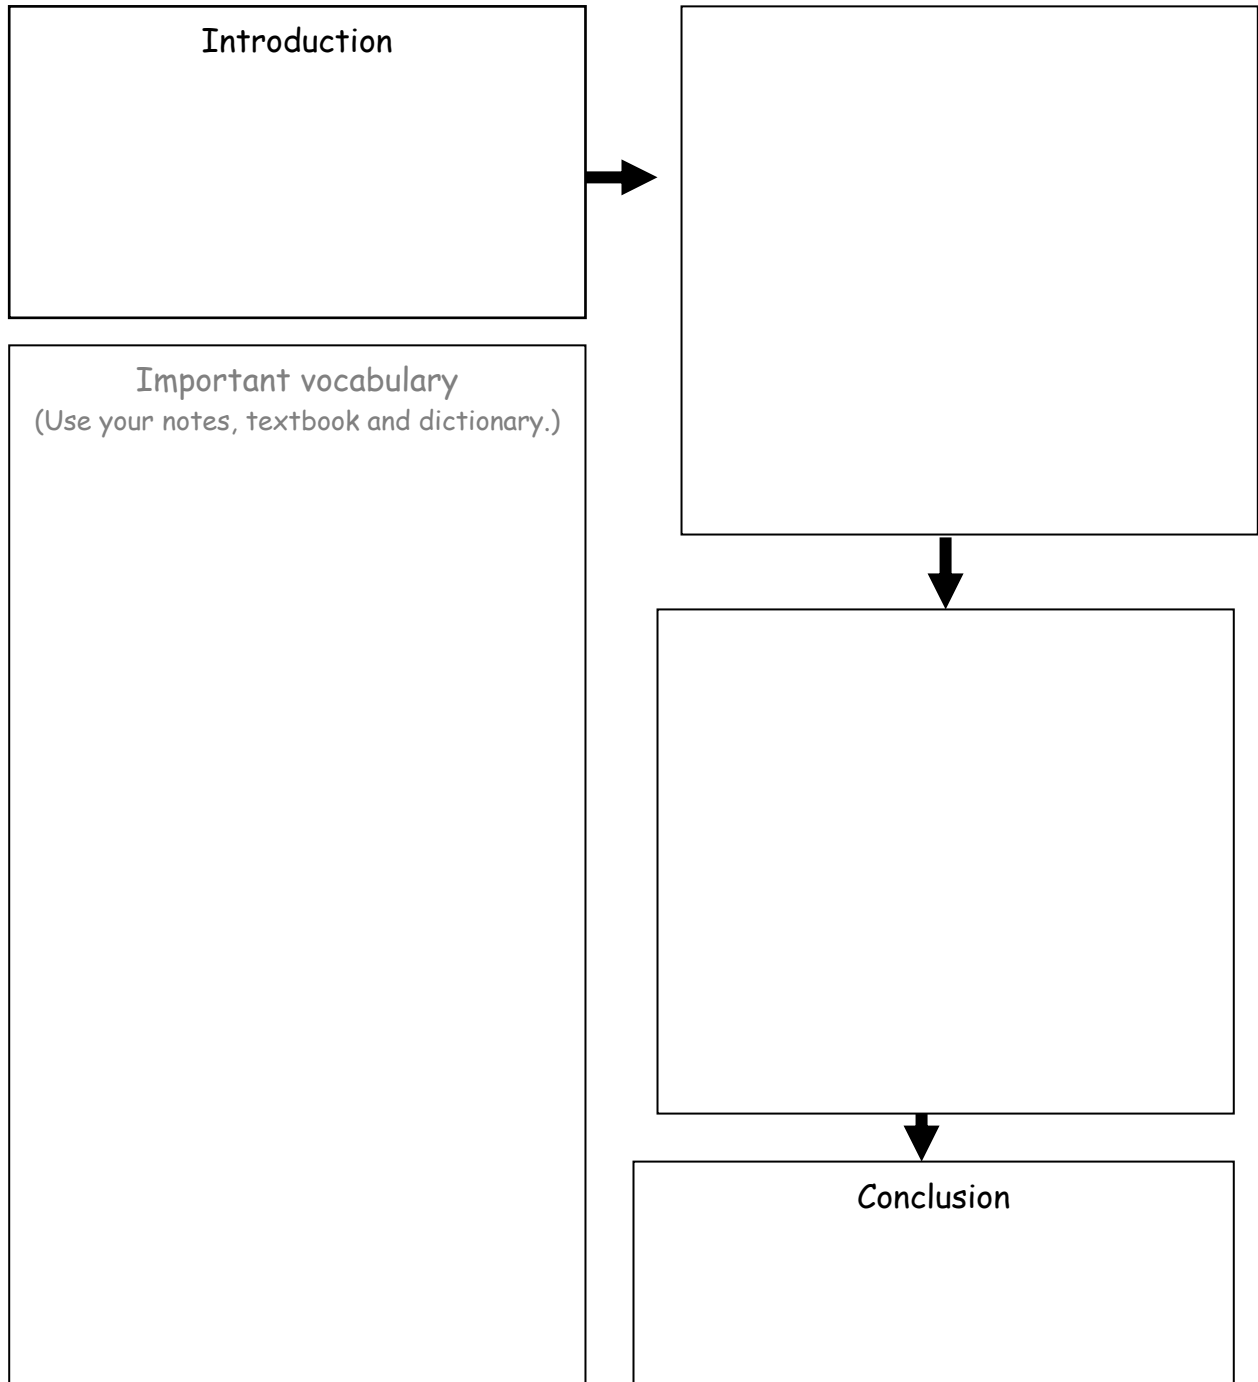 Introduction
Important vocabulary
(Use your notes, textbook and dictionary.)
Conclusion